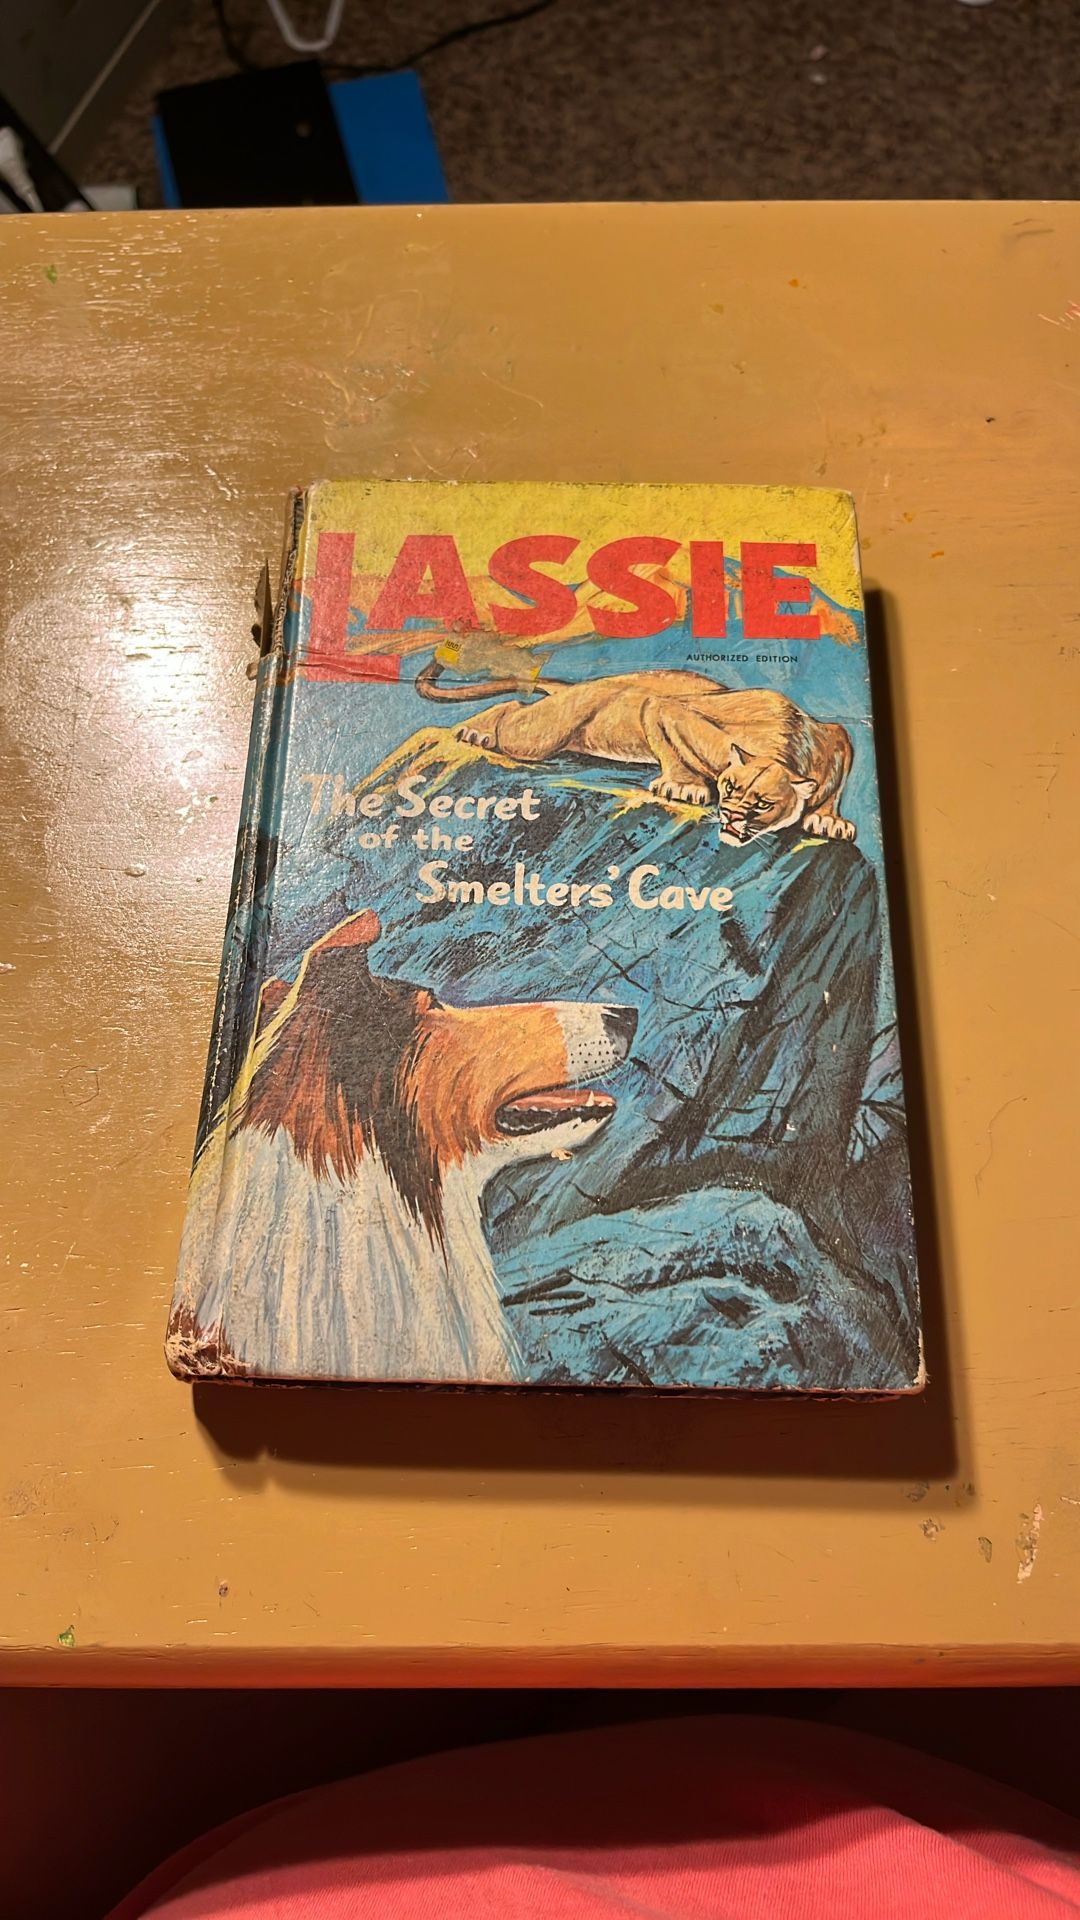 LASSIE
AUTHORIZED EDITION
The Secret
of the
Smelters' Cave